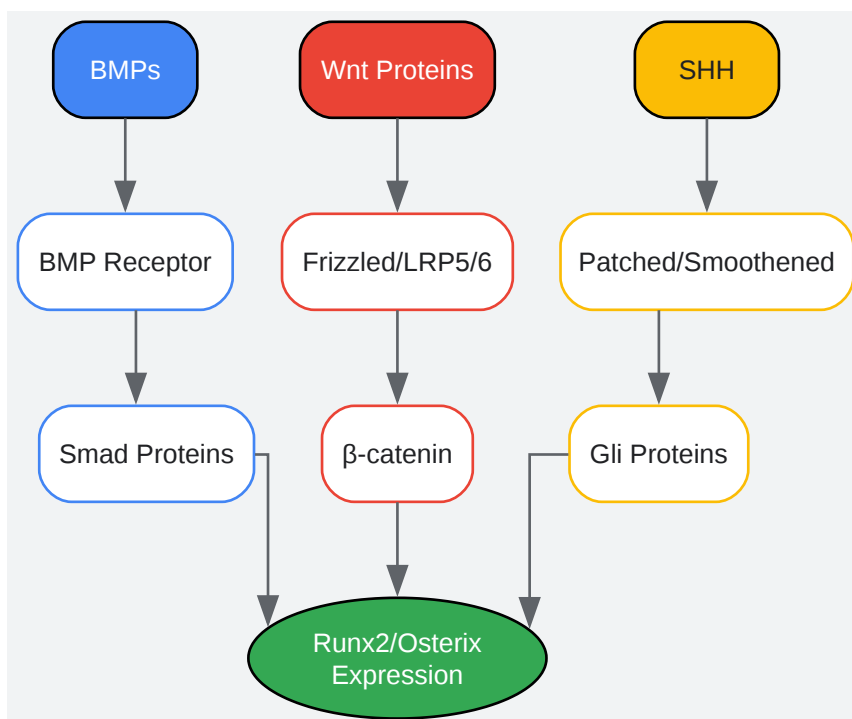 BMPs
Wnt Proteins
SHH
BMP Receptor
Frizzled/LRP5/6
Patched/Smoothened
Smad Proteins
β-catenin
Gli Proteins
Runx2/Osterix
Expression